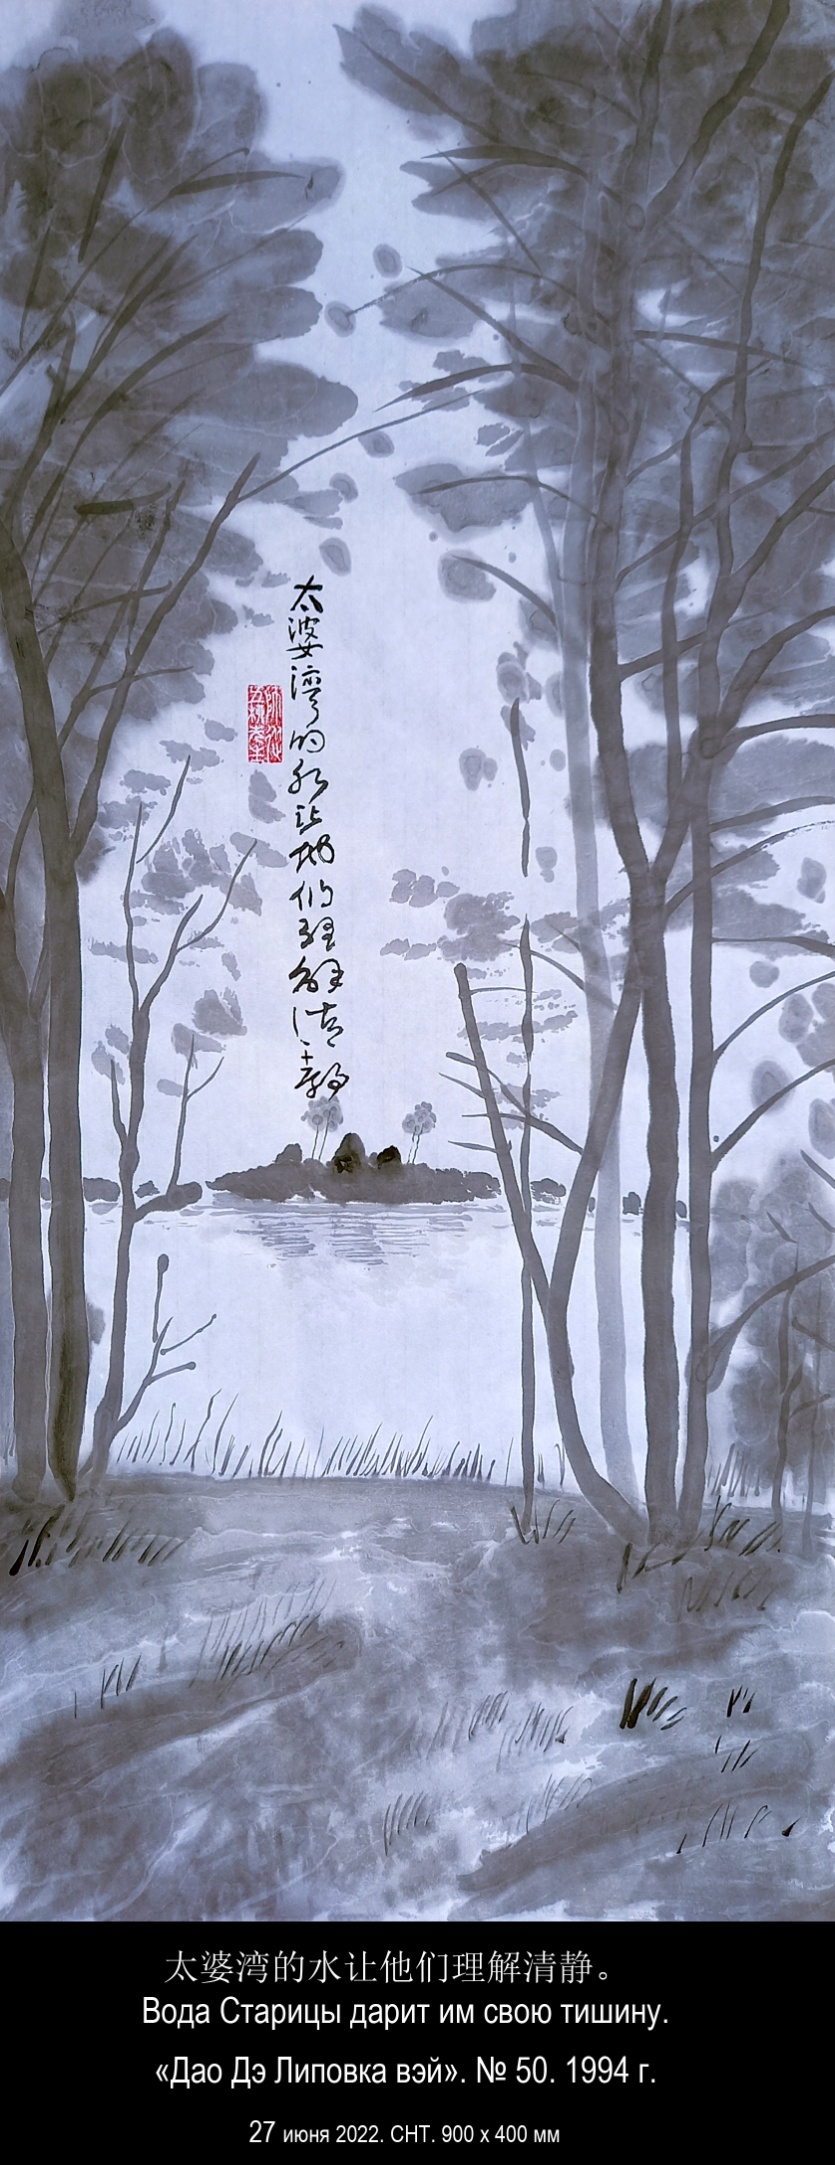 太婆湾的水让他们理解清静
太婆湾的水让他们理解清静。
Вода Старицы дарит им свою тишину.
«Дао Дэ Липовка вэй». № 50. 1994 г.
27 июня 2022. СНТ. 900 х 400 мм